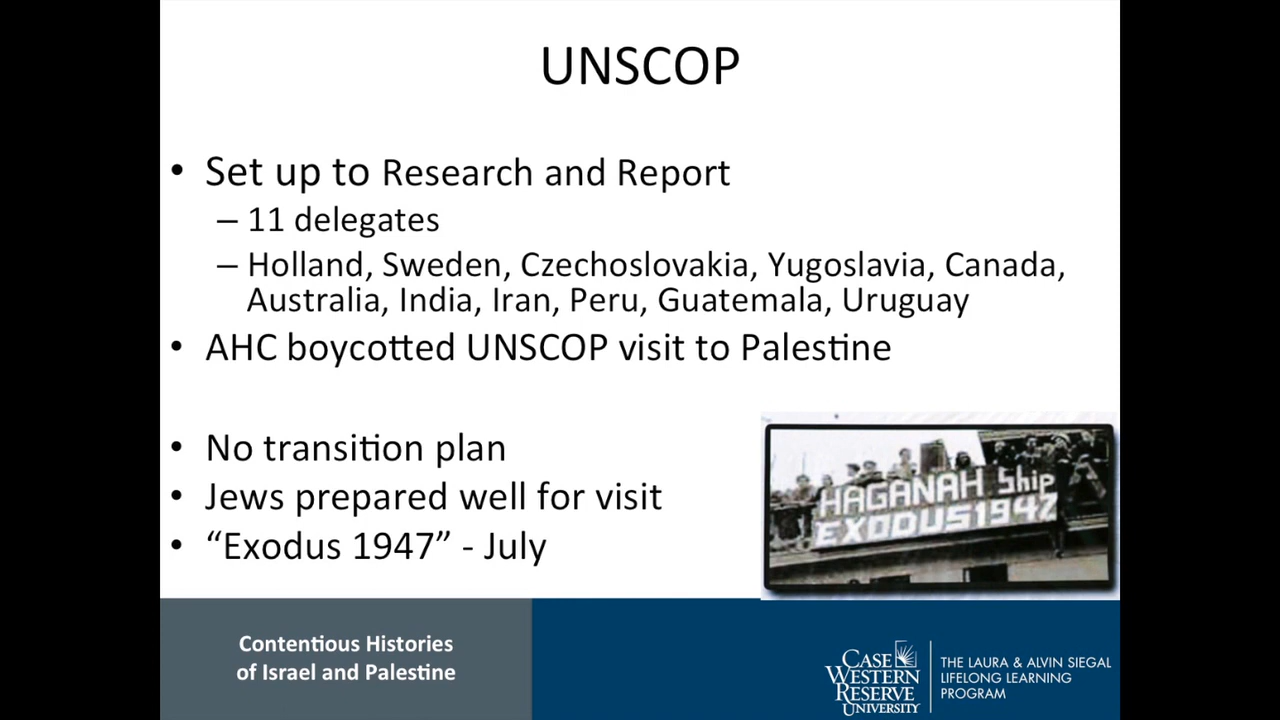 UNSCOP
• Set up to Research and Report
– 11 delegates
– Holland, Sweden, Czechoslovakia, Yugoslavia, Canada,
Australia, India, Iran, Peru, Guatemala, Uruguay
• AHC boycotted UNSCOP visit to Palestine
• No transition plan
• Jews prepared well for visit
• “Exodus 1947” - July
HAGANAH Ship
EXODUS 1947
Contentious Histories
of Israel and Palestine
CASE
WESTERN
RESERVE
UNIVERSITY
THE LAURA & ALVIN SIEGAL
LIFELONG LEARNING
PROGRAM